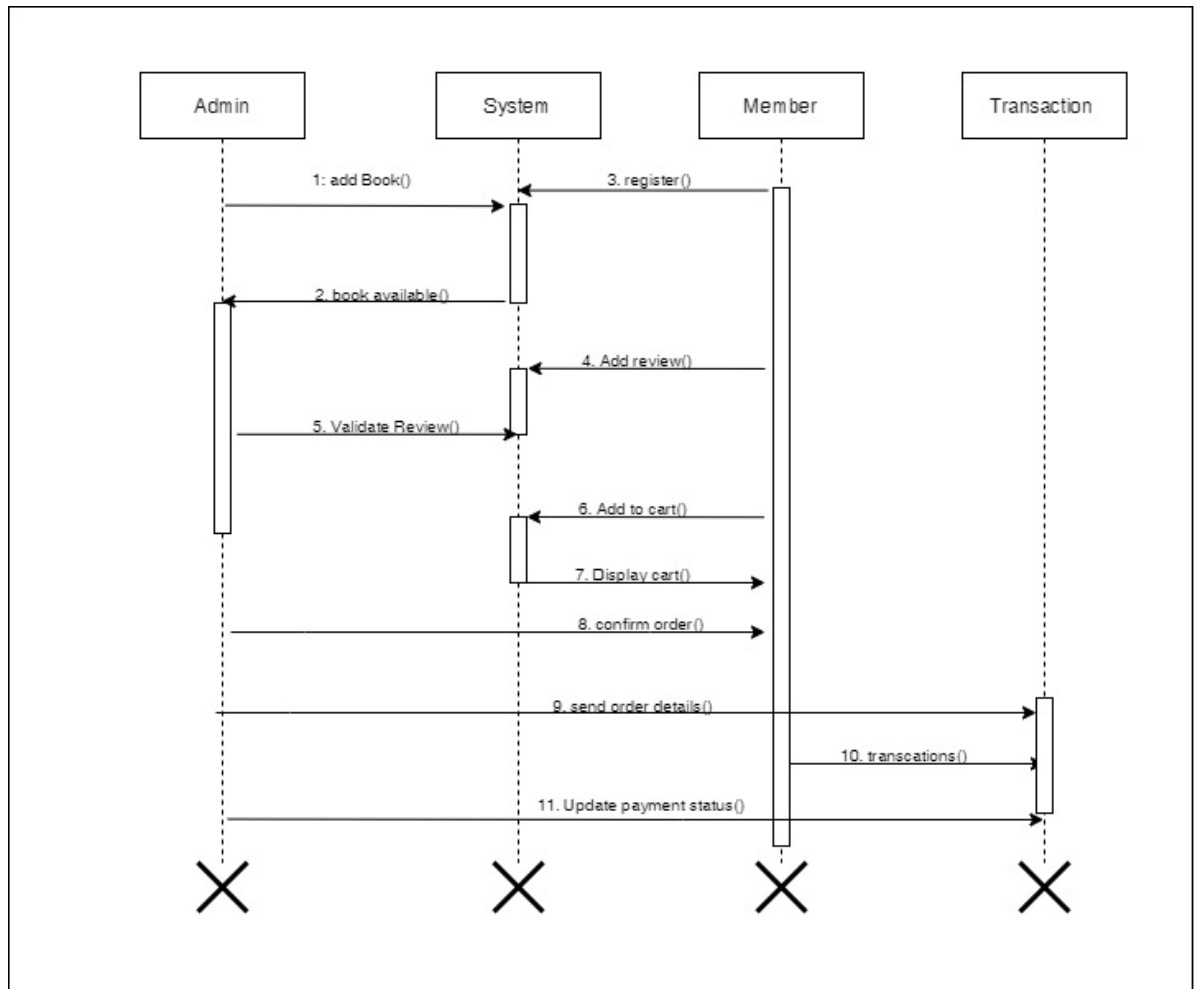 Admin
System
Member
Transaction
1: add Book()
3. register()
2. book available()
4. Add review()
5. Validate Review()
6. Add to cart()
7. Display cart()
8. confirm order()
9. send order details()
10. transcations()
11. Update payment status()